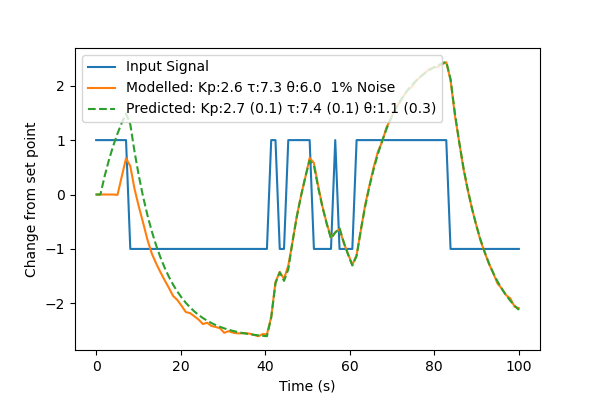 Input Signal
Modelled: Kp:2.6 τ:7.3 θ:6.0  1% Noise
Predicted: Kp:2.7 (0.1) τ:7.4 (0.1) θ:1.1 (0.3)
Change from set point
2
1
0
−1
−2
0 20 40 60 80 100
Time (s)